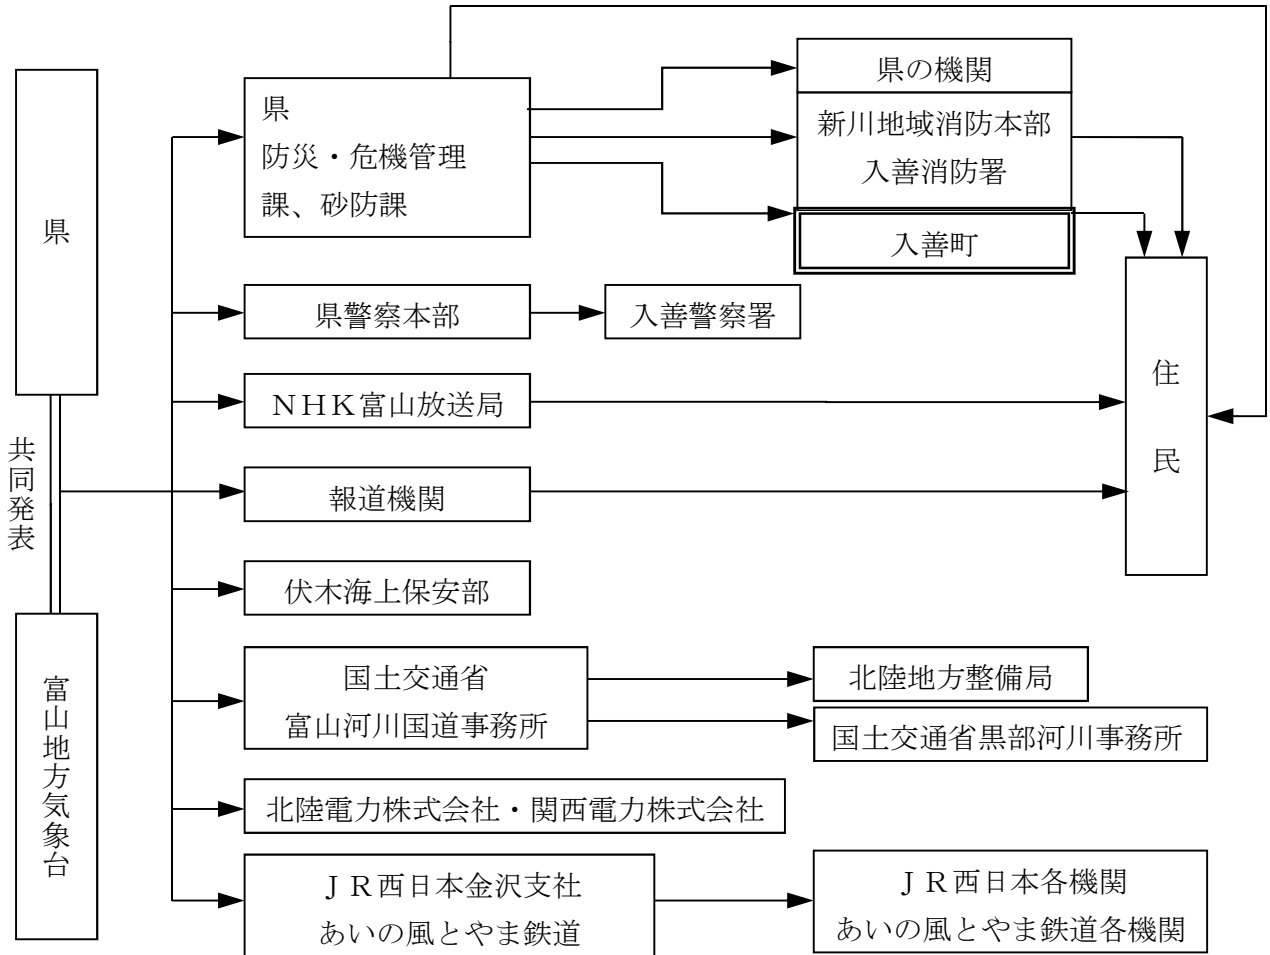 県
共同発表
富山地方気象台
県
防災・危機管理
課、砂防課
県の機関
新川地域消防本部
入善消防署
入善町
県警察本部
入善警察署
ＮＨＫ富山放送局
報道機関
住民
伏木海上保安部
国土交通省
富山河川国道事務所
北陸地方整備局
国土交通省黒部河川事務所
北陸電力株式会社・関西電力株式会社
ＪＲ西日本金沢支社
あいの風とやま鉄道
ＪＲ西日本各機関
あいの風とやま鉄道各機関